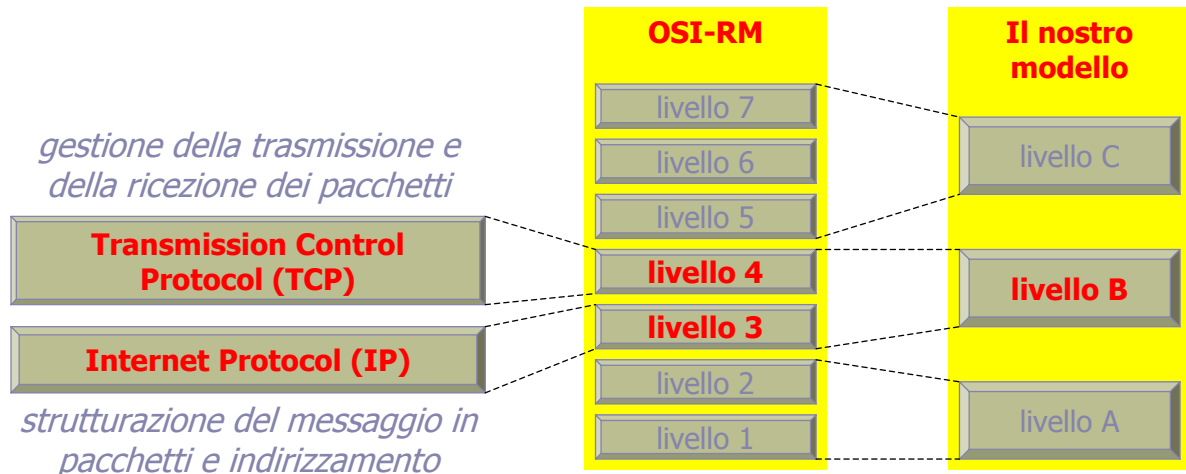 gestione della trasmissione e
della ricezione dei pacchetti
Transmission Control
Protocol (TCP)
Internet Protocol (IP)
strutturazione del messaggio in
pacchetti e indirizzamento
OSI-RM
livello 7
livello 6
livello 5
livello 4
livello 3
livello 2
livello 1
Il nostro
modello
livello C
livello B
livello A